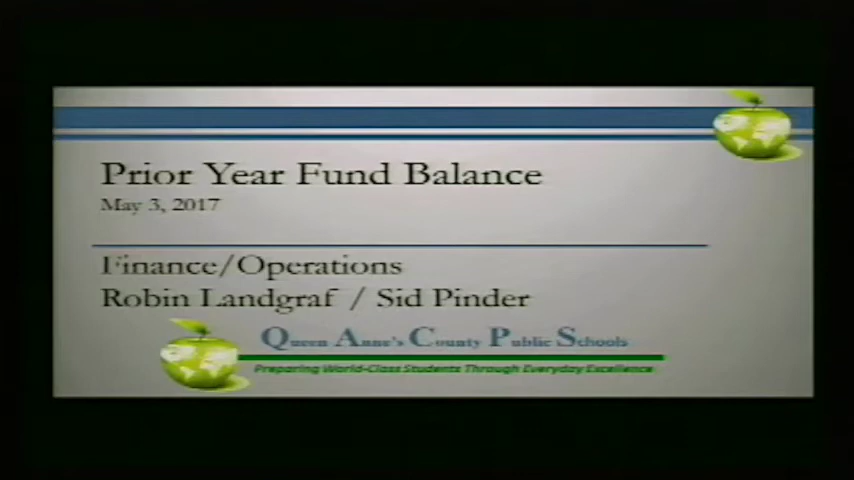 Prior Year Fund Balance
May 3, 2017
Finance/Operations
Robin Landgraf / Sid Pinder
Queen Anne's County Public Schools
Preparing World-Class Students Through Everyday Excellence